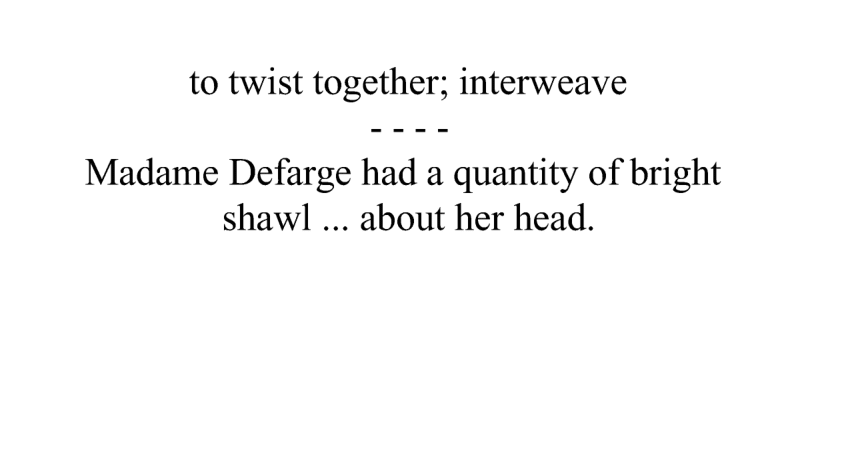 to twist together; interweave
- - - -
Madame Defarge had a quantity of bright
shawl ... about her head.